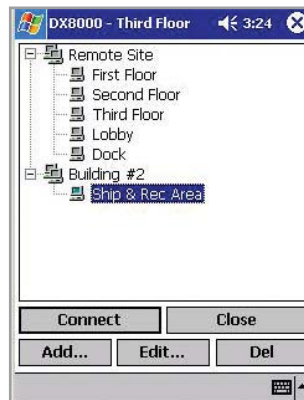 DX8000 - Third Floor 3:24
Remote Site
First Floor
Second Floor
Third Floor
Lobby
Dock
Building #2
Ship & Rec Area
Connect Close
Add... Edit... Del